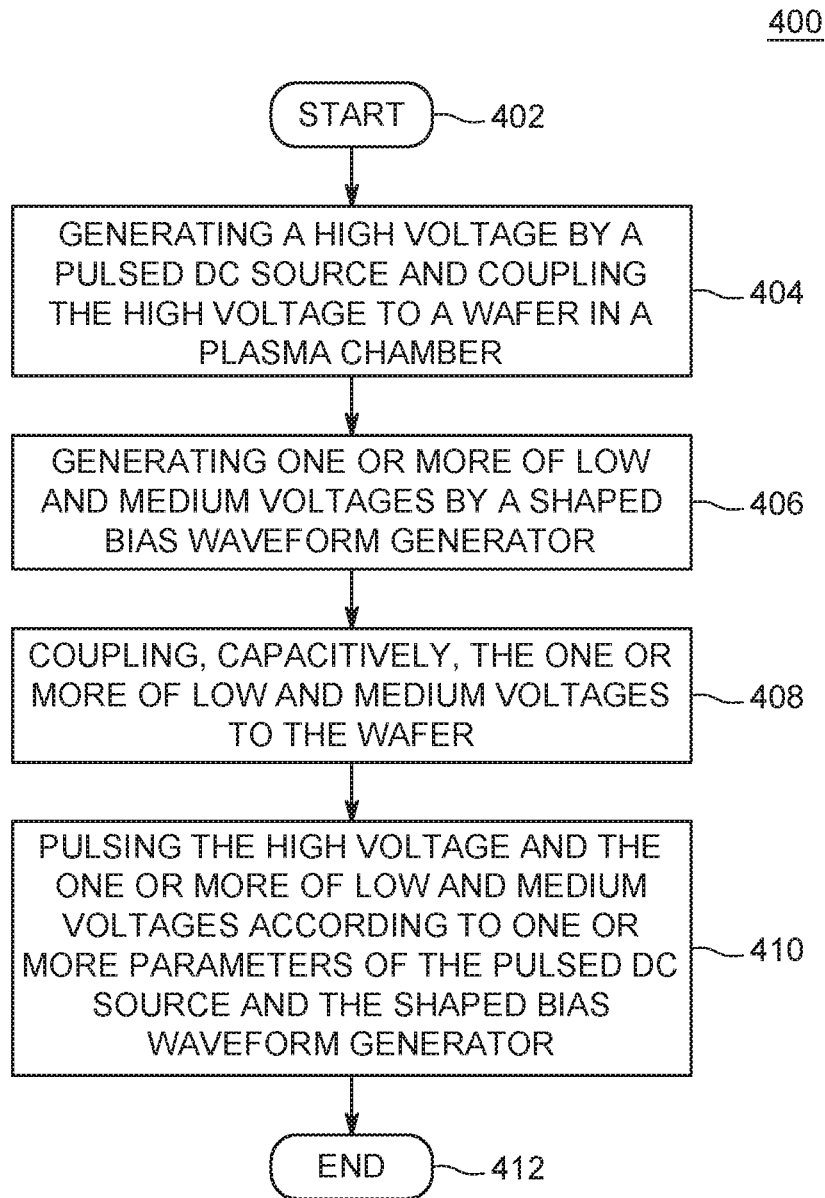 400
START
402
GENERATING A HIGH VOLTAGE BY A
PULSED DC SOURCE AND COUPLING
THE HIGH VOLTAGE TO A WAFER IN A
PLASMA CHAMBER
404
GENERATING ONE OR MORE OF LOW
AND MEDIUM VOLTAGES BY A SHAPED
BIAS WAVEFORM GENERATOR
406
COUPLING, CAPACITIVELY, THE ONE OR
MORE OF LOW AND MEDIUM VOLTAGES
TO THE WAFER
408
PULSING THE HIGH VOLTAGE AND THE
ONE OR MORE OF LOW AND MEDIUM
VOLTAGES ACCORDING TO ONE OR
MORE PARAMETERS OF THE PULSED DC
SOURCE AND THE SHAPED BIAS
WAVEFORM GENERATOR
410
END
412